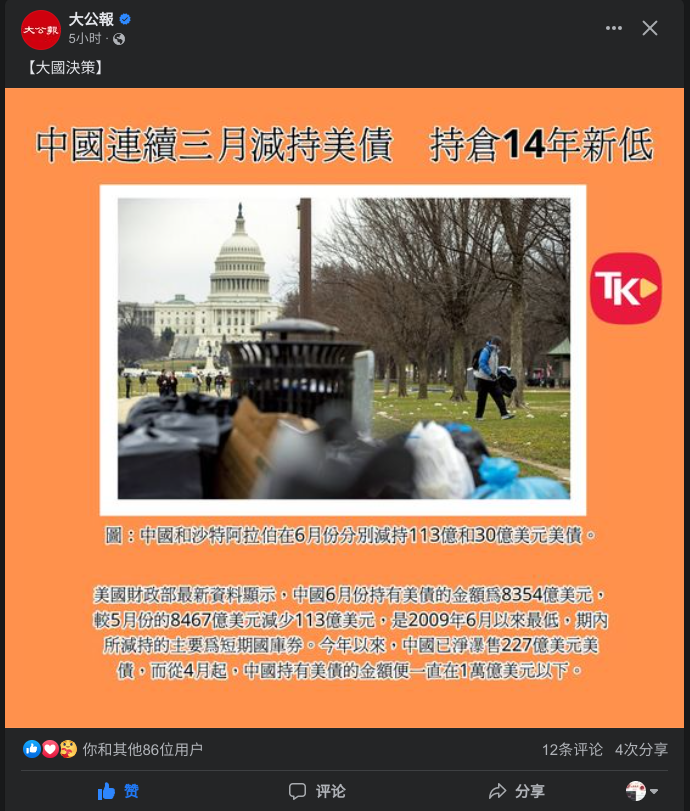 大公報
5小时
【大國決策】
中國連續三月減持美債 持倉14年新低
TK
圖：中國和沙特阿拉伯在6月份分別減持113億和30億美元美債。
美國財政部最新資料顯示，中國6月份持有美債的金額爲8354億美元，
較5月份的8467億美元減少113億美元，是2009年6月以來最低，期內
所減持的主要爲短期國庫券。今年以來，中國已淨瀑售227億美元美
債，而從4月起，中國持有美債的金額便一直在1萬億美元以下。
你和其他86位用户
12条评论 4次分享
赞 评论 分享